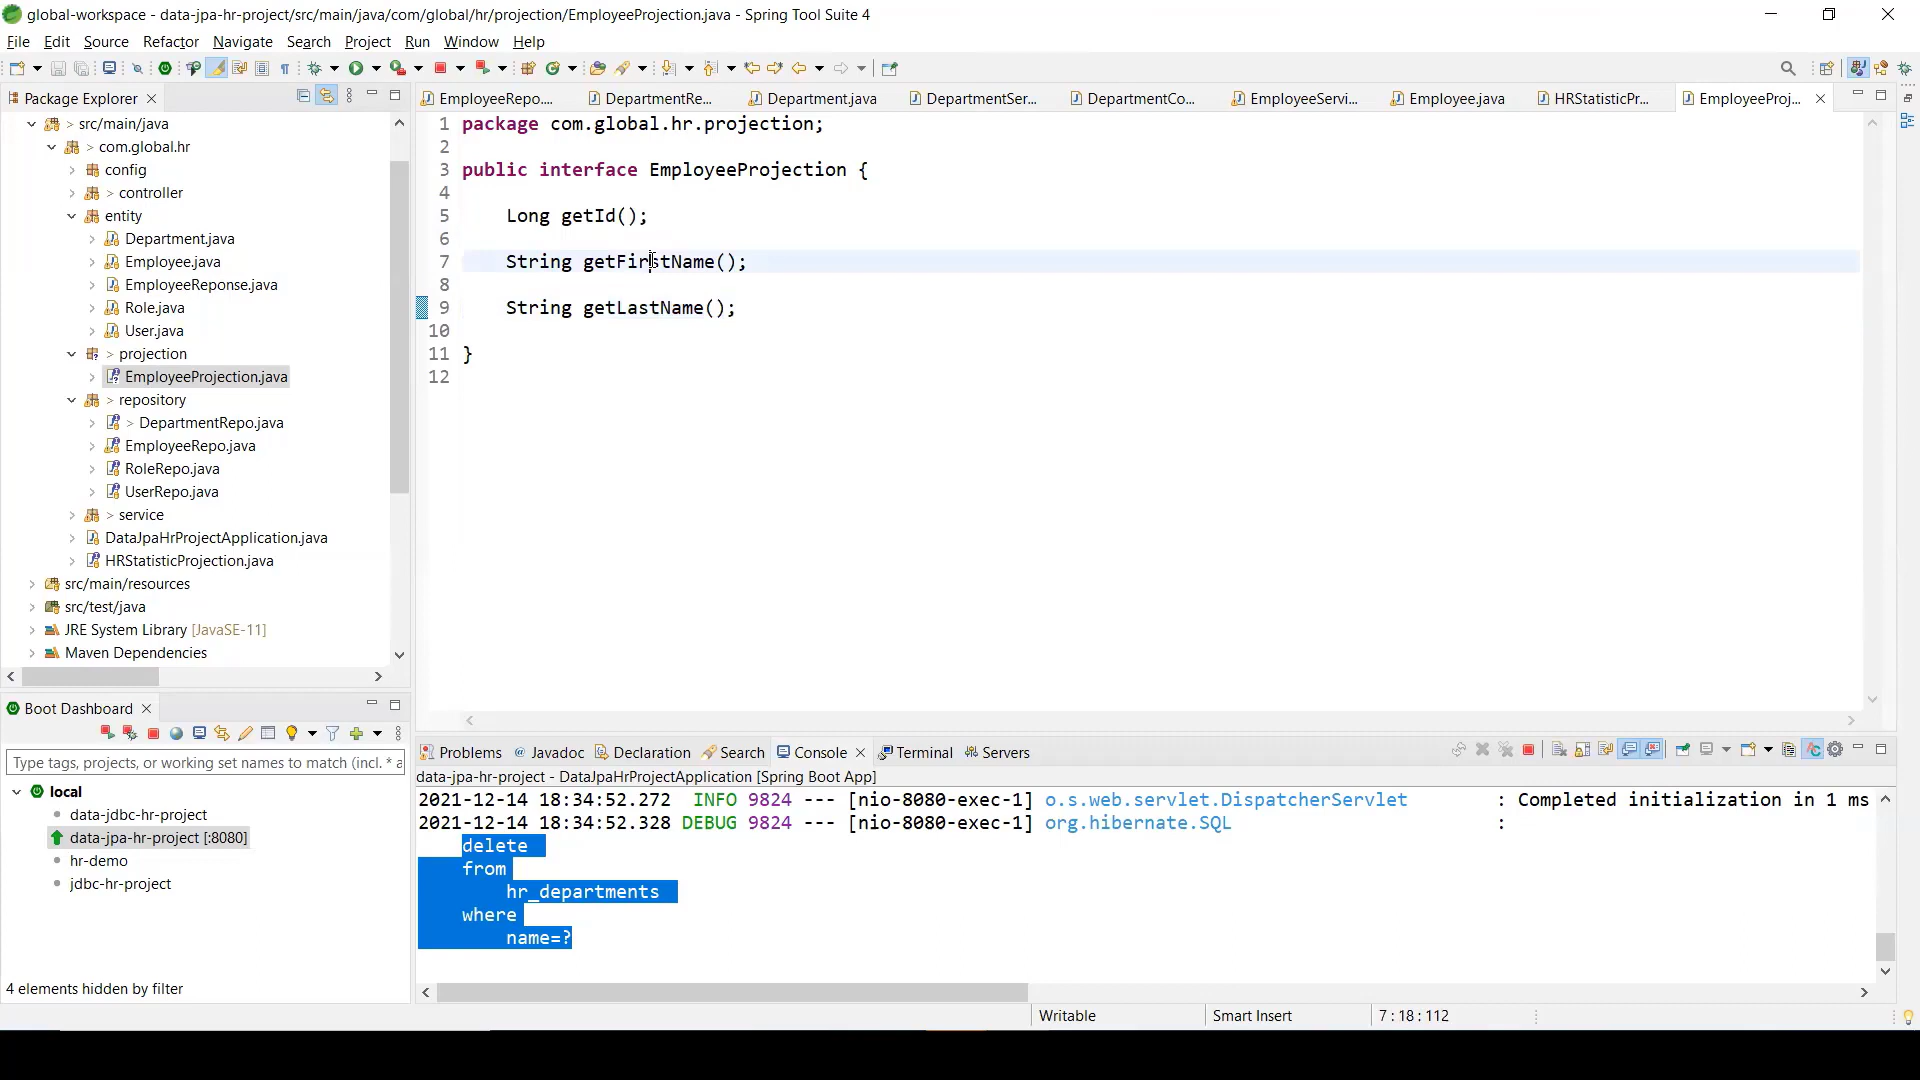 global-workspace - data-jpa-hr-project/src/main/java/com/global/hr/projection/EmployeeProjection.java - Spring Tool Suite 4
File Edit Source Refactor Navigate Search Project Run Window Help
Package Explorer
EmployeeRepo.... DepartmentRe... Department.java DepartmentSer... DepartmentCo... EmployeeServi... Employee.java HRStatisticPr... EmployeeProj...
> src/main/java
> com.global.hr
config
> controller
entity
Department.java
Employee.java
EmployeeReponse.java
Role.java
User.java
> projection
EmployeeProjection.java
> repository
> DepartmentRepo.java
EmployeeRepo.java
RoleRepo.java
UserRepo.java
> service
DataJpaHrProjectApplication.java
HRStatisticProjection.java
src/main/resources
src/test/java
JRE System Library [JavaSE-11]
Maven Dependencies
1 package com.global.hr.projection;
2
3 public interface EmployeeProjection {
4
5 Long getId();
6
7 String getFirstName();
8
9 String getLastName();
10
11 }
12
Boot Dashboard
Type tags, projects, or working set names to match (incl. * a
local
data-jdbc-hr-project
data-jpa-hr-project [:8080]
hr-demo
jdbc-hr-project
4 elements hidden by filter
Problems @ Javadoc Declaration Search Console Terminal Servers
data-jpa-hr-project - DataJpaHrProjectApplication [Spring Boot App]
2021-12-14 18:34:52.272 INFO 9824 --- [nio-8080-exec-1] o.s.web.servlet.DispatcherServlet : Completed initialization in 1 ms
2021-12-14 18:34:52.328 DEBUG 9824 --- [nio-8080-exec-1] org.hibernate.SQL :
delete
from
hr_departments
where
name=?
Writable Smart Insert 7 : 18 : 112